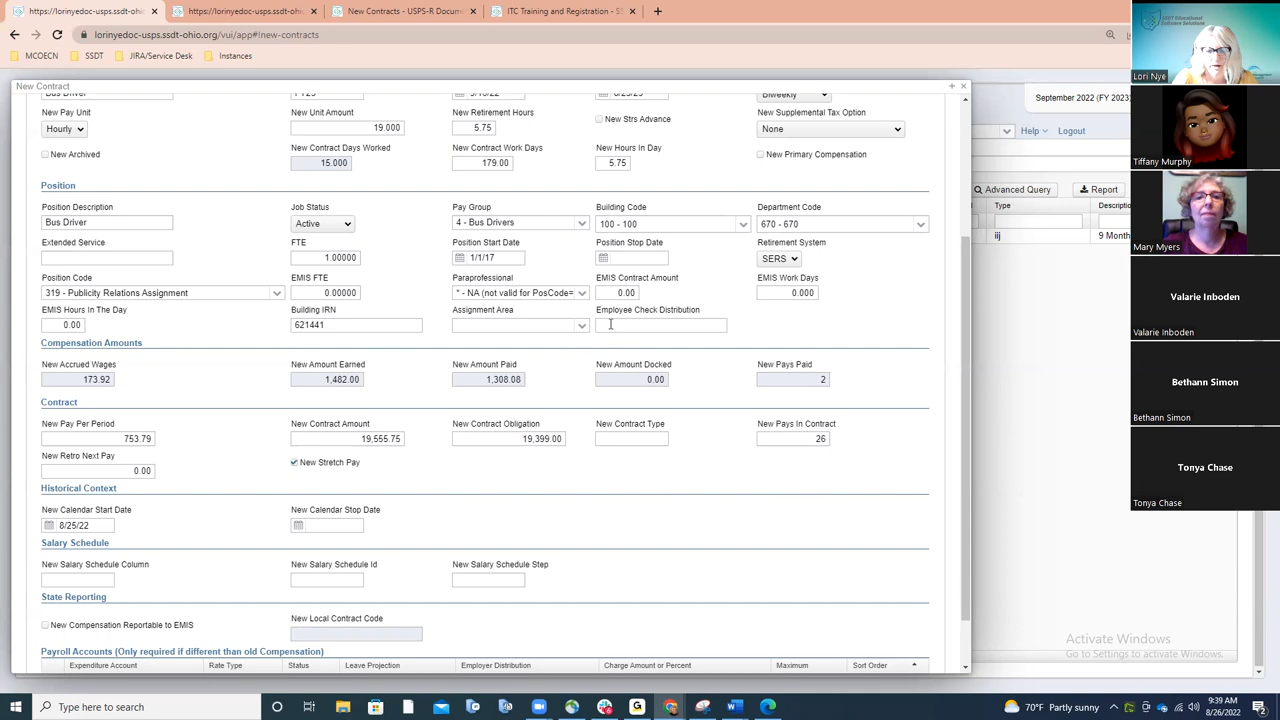 New Contracts - USPS-R Docum
ITC Training and Registration - SS
lorinyedoc-usps.ssdt-ohio.org/vui/app#!new-contracts
MCOECN SSDT JIRA/Service Desk Instances
New Contract
SSDT Educational Software Solutions
Lori Nye
September 2022 (FY 2023)
Help Logout
New Pay Unit New Unit Amount New Retirement Hours New Strs Advance New Supplemental Tax Option
Hourly 19.000 5.75 None
New Contract Days Worked New Contract Work Days New Hours In Day
New Archived 15.000 179.00 5.75 New Primary Compensation
Tiffany Murphy
Position
Advanced Query Report
Position Description Job Status Pay Group Building Code Department Code
Type Descripti
Bus Driver Active 4 - Bus Drivers 100 - 100 670 - 670
iij 9 Month
Extended Service FTE Position Start Date Position Stop Date Retirement System
Mary Myers
1.00000 1/1/17 SERS
Position Code EMIS FTE Paraprofessional EMIS Contract Amount EMIS Work Days
319 - Publicity Relations Assignment 0.00000 * - NA (not valid for PosCode= 0.00 0.000
Valarie Inboden
EMIS Hours In The Day Building IRN Assignment Area Employee Check Distribution
0.00 621441
Valarie Inboden
Compensation Amounts
New Accrued Wages New Amount Earned New Amount Paid New Amount Docked New Pays Paid
173.92 1,482.00 1,308.08 0.00 2
Bethann Simon
Contract
Bethann Simon
New Pay Per Period New Contract Amount New Contract Obligation New Contract Type New Pays In Contract
753.79 19,555.75 19,399.00 26
New Retro Next Pay
0.00 New Stretch Pay
Tonya Chase
Historical Context
Tonya Chase
New Calendar Start Date New Calendar Stop Date
8/25/22
Salary Schedule
New Salary Schedule Column New Salary Schedule Id New Salary Schedule Step
State Reporting
New Compensation Reportable to EMIS New Local Contract Code
Activate Windows
Go to Settings to activate Windows.
Payroll Accounts (Only required if different than old Compensation)
Expenditure Account Rate Type Status Leave Projection Employer Distribution Charge Amount or Percent Maximum Sort Order
Type here to search
70°F Partly sunny
9:39 AM
8/26/2022